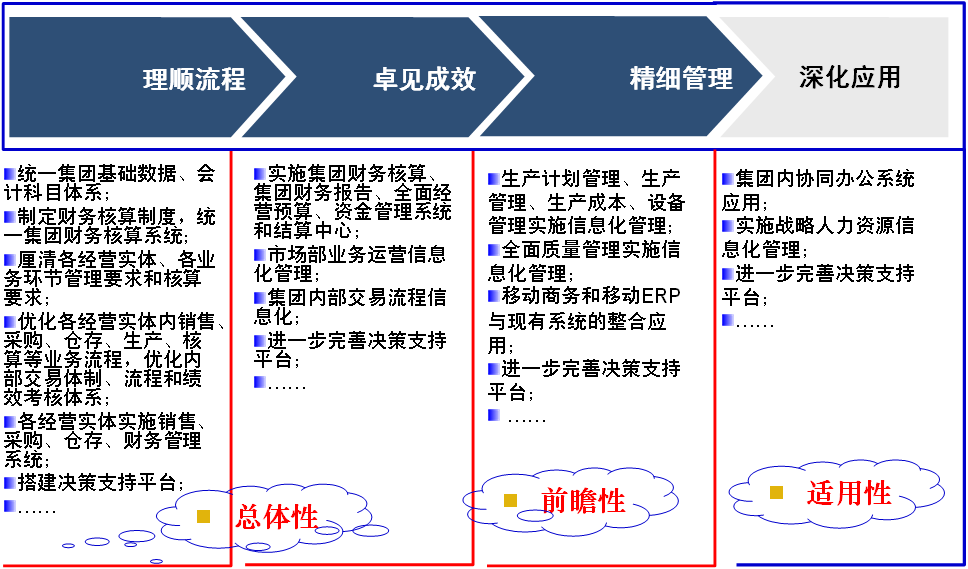 理顺流程
卓见成效
精细管理
深化应用
统一集团基础数据、会
计科目体系；
制定财务核算制度，统
一集团财务核算系统；
厘清各经营实体、各业
务环节管理要求和核算
要求；
优化各经营实体内销售、
采购、仓存、生产、核
算等业务流程，优化内
部交易体制、流程和绩
效考核体系；
各经营实体实施销售、
采购、仓存、财务管理
系统；
搭建决策支持平台；
……
实施集团财务核算、
集团财务报告、全面经
营预算、资金管理系统
和结算中心；
市场部业务运营信息
化管理；
集团内部交易流程信
息化；
进一步完善决策支持
平台；
……
生产计划管理、生产
管理、生产成本、设备
管理实施信息化管理；
全面质量管理实施信
息化管理；
移动商务和移动ERP
与现有系统的整合应
用；
进一步完善决策支持
平台；
……
集团内协同办公系统
应用；
实施战略人力资源信
息化管理；
进一步完善决策支持
平台；
……
总体性
前瞻性
适用性